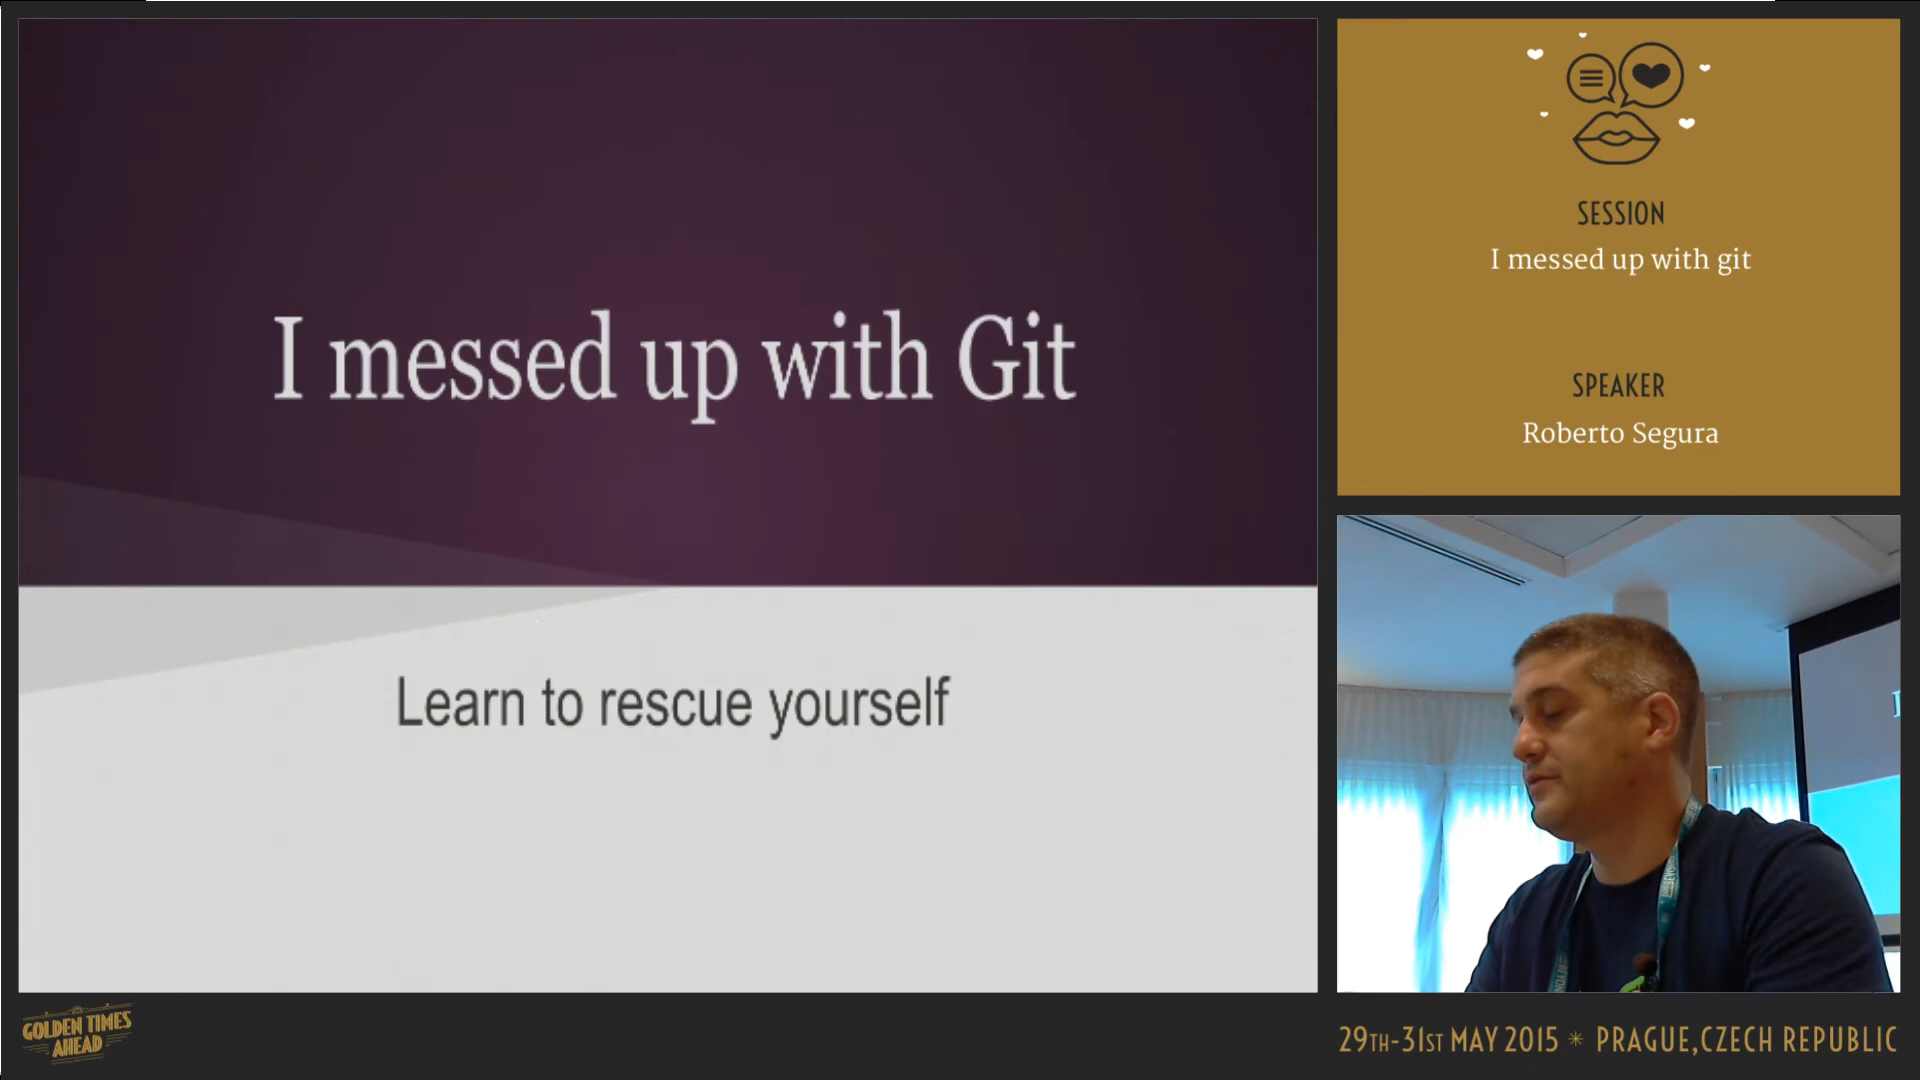 I messed up with Git
Learn to rescue yourself
SESSION
I messed up with git
SPEAKER
Roberto Segura
GOLDEN TIMES
AHEAD
29TH-31ST MAY 2015 * PRAGUE,CZECH REPUBLIC